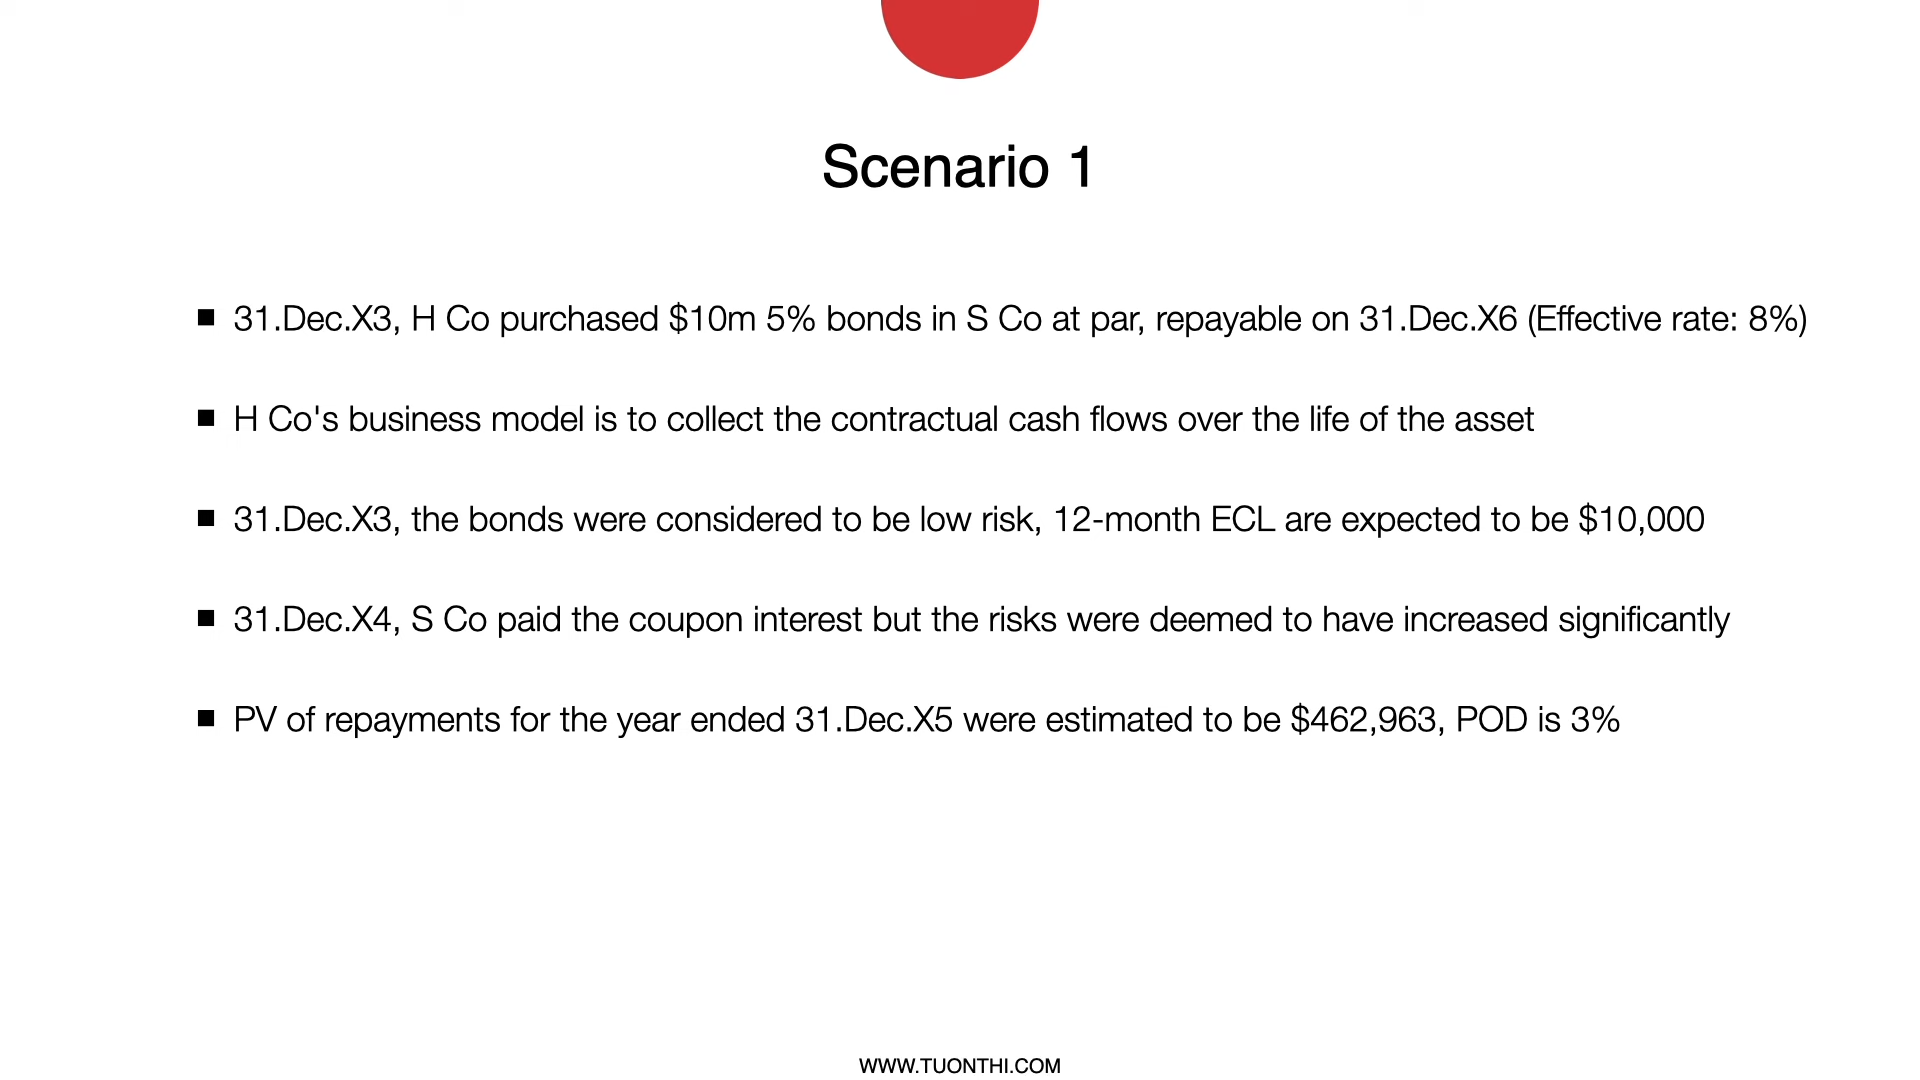 Scenario 1
■ 31.Dec.X3, H Co purchased $10m 5% bonds in S Co at par, repayable on 31.Dec.X6 (Effective rate: 8%)
■ H Co's business model is to collect the contractual cash flows over the life of the asset
■ 31.Dec.X3, the bonds were considered to be low risk, 12-month ECL are expected to be $10,000
■ 31.Dec.X4, S Co paid the coupon interest but the risks were deemed to have increased significantly
■ PV of repayments for the year ended 31.Dec.X5 were estimated to be $462,963, POD is 3%
WWW.TUONTHI.COM